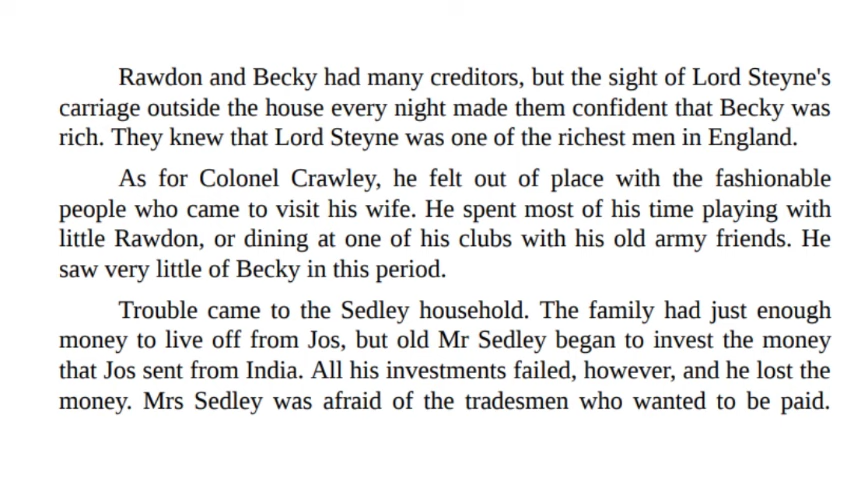 Rawdon and Becky had many creditors, but the sight of Lord Steyne's
carriage outside the house every night made them confident that Becky was
rich. They knew that Lord Steyne was one of the richest men in England.
As for Colonel Crawley, he felt out of place with the fashionable
people who came to visit his wife. He spent most of his time playing with
little Rawdon, or dining at one of his clubs with his old army friends. He
saw very little of Becky in this period.
Trouble came to the Sedley household. The family had just enough
money to live off from Jos, but old Mr Sedley began to invest the money
that Jos sent from India. All his investments failed, however, and he lost the
money. Mrs Sedley was afraid of the tradesmen who wanted to be paid.